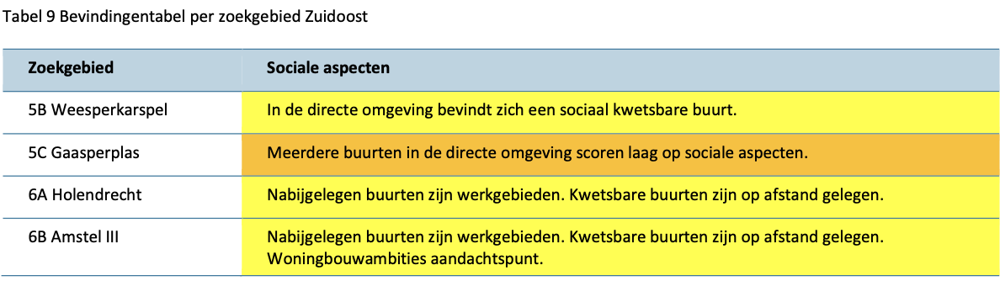 Tabel 9 Bevindingentabel per zoekgebied Zuidoost
Zoekgebied Sociale aspecten
5B Weesperkarspel In de directe omgeving bevindt zich een sociaal kwetsbare buurt.
5C Gaasperplas Meerdere buurten in de directe omgeving scoren laag op sociale aspecten.
6A Holendrecht Nabijgelegen buurten zijn werkgebieden. Kwetsbare buurten zijn op afstand gelegen.
6B Amstel III Nabijgelegen buurten zijn werkgebieden. Kwetsbare buurten zijn op afstand gelegen.
Woningbouwambities aandachtspunt.